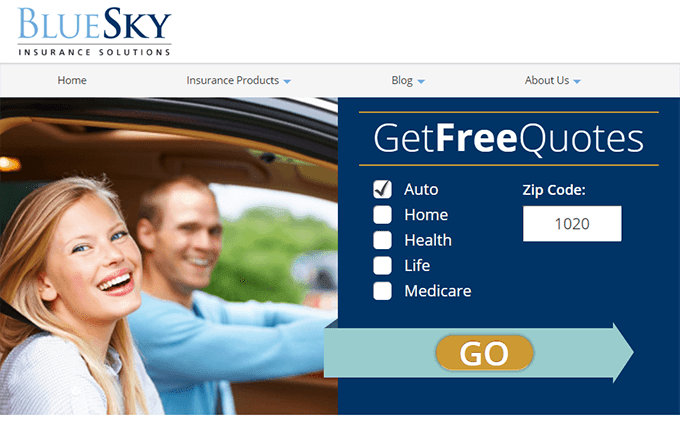 BLUESKY
INSURANCE SOLUTIONS
Home Insurance Products Blog About Us
GetFreeQuotes
Auto
Zip Code:
Home
1020
Health
Life
Medicare
GO